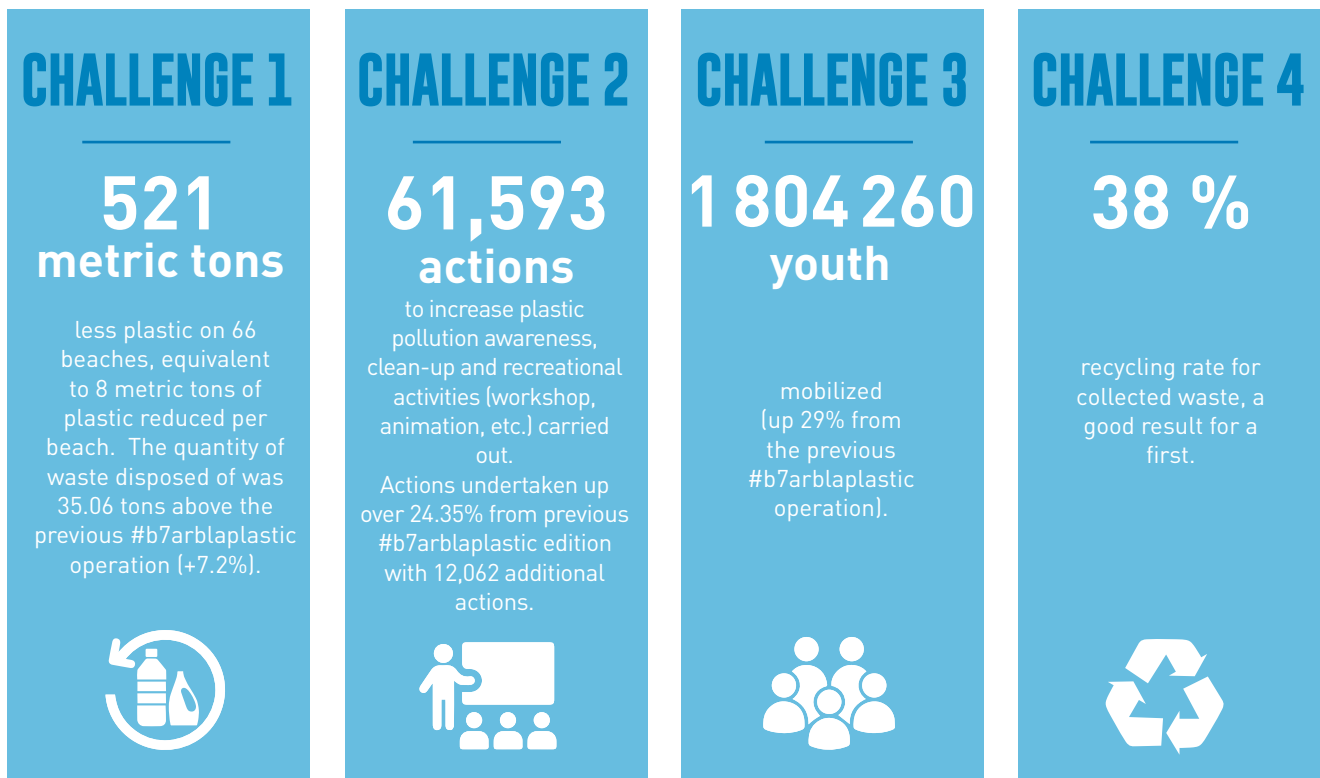 CHALLENGE 1
521
metric tons
less plastic on 66
beaches, equivalent
to 8 metric tons of
plastic reduced per
beach. The quantity of
waste disposed of was
35.06 tons above the
previous #b7arblaplastic
operation (+7.2%).
CHALLENGE 2
61,593
actions
to increase plastic
pollution awareness,
clean-up and recreational
activities (workshop,
animation, etc.) carried
out.
Actions undertaken up
over 24.35% from previous
#b7arblaplastic edition
with 12,062 additional
actions.
CHALLENGE 3
1 804 260
youth
mobilized
(up 29% from
the previous
#b7arblaplastic
operation).
CHALLENGE 4
38 %
recycling rate for
collected waste, a
good result for a
first.